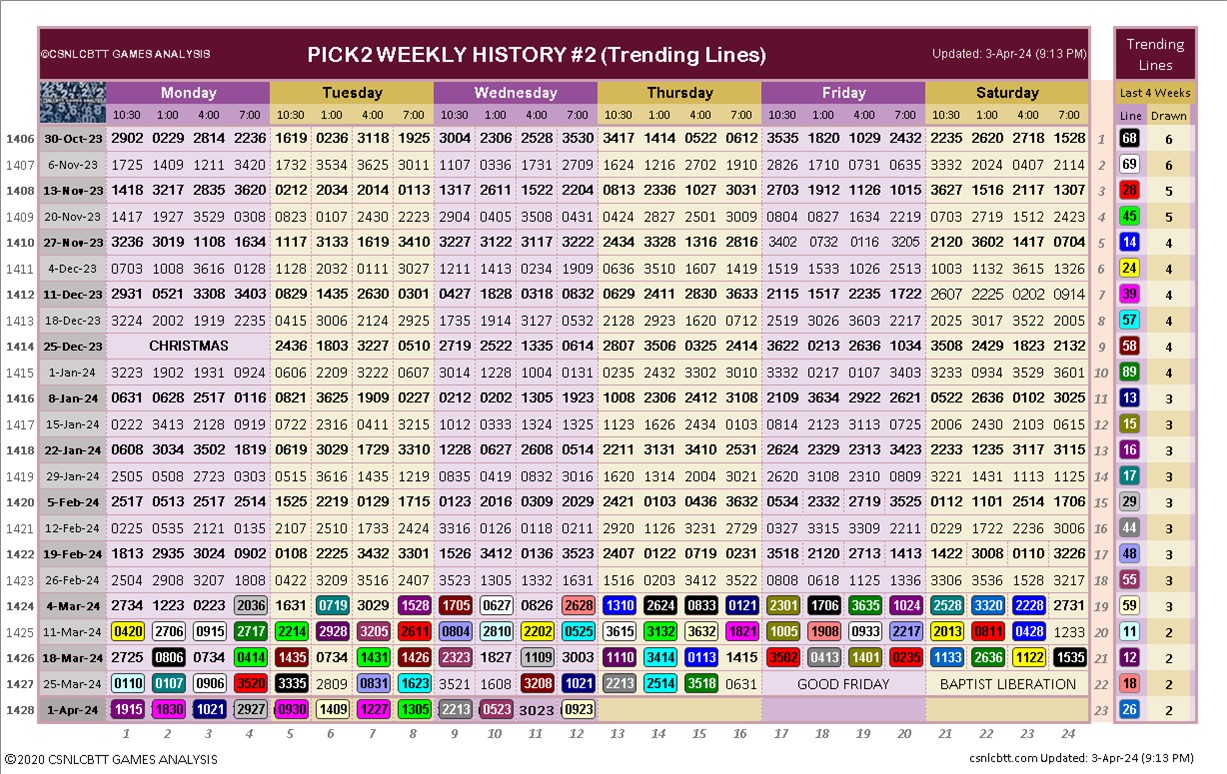 ©CSNLCBTT GAMES ANALYSIS PICK2 WEEKLY HISTORY #2 (Trending Lines) Updated: 3-Apr-24 (9:13 PM) Trending Lines
Monday Tuesday Wednesday Thursday Friday Saturday Last 4 Weeks
10:30 1:00 4:00 7:00 10:30 1:00 4:00 7:00 10:30 1:00 4:00 7:00 10:30 1:00 4:00 7:00 10:30 1:00 4:00 7:00 10:30 1:00 4:00 7:00 Line Drawn
1406 30-Oct-23 2902 0229 2814 2236 1619 0236 3118 1925 3004 2306 2528 3530 3417 1414 0522 0612 3535 1820 1029 2432 2235 2620 2718 1528 1 68 6
1407 6-Nov-23 1725 1409 1211 3420 1732 3534 3625 3011 1107 0336 1731 2709 1624 1216 2702 1910 2826 1710 0131 0635 3332 2024 0407 2114 2 69 6
1408 13-Nov-23 1418 3217 2835 3620 0212 2034 2014 0113 1317 2611 1522 2204 0813 2336 1027 3031 2703 1912 1126 1015 3627 1516 2117 1307 3 28 5
1409 20-Nov-23 1417 1927 3529 0308 0823 0107 2430 2223 2904 0405 3508 0431 0424 2827 2501 3009 0804 0827 1634 2219 0703 2719 1512 2423 4 45 5
1410 27-Nov-23 3236 3019 1108 1634 1117 3133 1619 3410 3227 3122 3117 3222 2434 3328 1316 2816 3402 0732 0116 3205 2120 3602 1417 0704 5 14 4
1411 4-Dec-23 0703 1008 3616 0128 1128 2032 0111 3027 1211 1413 0234 1909 0636 3510 1607 1419 1519 1533 1026 2513 1003 1132 3615 1326 6 24 4
1412 11-Dec-23 2931 0521 3308 3403 0829 1435 2630 0301 0427 1828 0318 0832 0629 2411 2830 3633 2115 1517 2235 1722 2607 2225 0202 0914 7 39 4
1413 18-Dec-23 3224 2002 1919 2235 0415 3006 2124 2923 1735 1914 3127 0532 2128 2923 1620 0712 2519 3026 3503 2217 2025 3017 3522 2005 8 57 4
1414 25-Dec-23 CHRISTMAS 2436 1803 3227 0510 2719 2522 1335 0614 2807 3506 0325 2414 3622 0213 2636 1034 3508 2429 1823 2132 9 58 4
1415 1-Jan-24 3223 1902 1931 0924 0606 2209 3222 0607 3014 1228 1004 0131 0235 2432 3302 3010 3332 0217 0107 3403 3233 0934 3529 3601 10 89 4
1416 8-Jan-24 0631 0628 2517 0116 0821 3625 1909 0227 0212 0202 1305 1923 1008 2306 2412 3108 2109 3634 2922 2621 0522 2636 0102 3025 11 13 3
1417 15-Jan-24 0222 3413 2128 0919 0722 2316 0411 3213 1012 0333 1324 1325 1123 1626 2434 0103 0814 2123 3113 0725 2006 2430 2103 0615 12 15 3
1418 22-Jan-24 0608 3034 3502 1819 0619 3029 1729 3310 1228 0627 2608 0514 2211 3131 3410 2531 2624 2329 2313 3423 2233 1235 3117 3115 13 16 3
1419 29-Jan-24 2505 0508 2723 0303 0515 3616 1435 1211 0835 0419 0832 3016 1620 1314 2004 3021 2620 3108 2310 0809 3221 1431 1113 1125 14 17 3
1420 5-Feb-24 2517 0513 2517 2514 1525 2219 0129 1715 0123 2016 0309 2029 2421 0103 0436 3632 0534 2332 2719 3525 0112 1101 2514 1706 15 29 3
1421 12-Feb-24 0225 0535 2121 0135 2107 2510 1733 2424 3316 0126 0118 0211 2920 1126 3231 2729 0327 3315 3309 2211 0229 1722 2236 3006 16 44 3
1422 19-Feb-24 1813 2935 3024 0902 0108 2225 3432 3301 1526 3412 0136 3523 2407 0122 0719 0231 3518 2120 2713 1413 1422 3008 0110 3226 17 48 3
1423 26-Feb-24 2504 2908 3207 1808 0422 3209 3516 2407 3523 1305 1332 1631 1516 0203 3412 3522 0808 0618 1125 1336 3306 3536 1528 3217 18 55 3
1424 4-Mar-24 2734 1223 0223 2036 1631 0719 3029 1528 1705 0627 0826 2628 1310 2624 0833 0121 2301 1706 3635 1024 2528 3320 2228 2731 19 59 3
1425 11-Mar-24 0420 2706 0915 2717 2214 2928 3205 2611 0804 2810 2202 0525 3615 3132 3632 1821 1005 1908 0933 2217 2013 0811 0428 1233 20 11 2
1426 18-Mar-24 2725 0806 0734 0414 1435 0734 1431 1426 2323 1827 1109 3003 1110 3414 0113 1415 3502 0413 1401 0235 1133 2636 1122 1535 21 12 2
1427 25-Mar-24 0110 0107 0906 3520 3335 2809 0831 1623 3521 1608 3208 1021 2213 2514 3518 0631 GOOD FRIDAY BAPTIST LIBERATION 22 18 2
1428 1-Apr-24 1915 1830 1021 2927 0930 1409 1227 1305 2213 0523 3023 0923 23 26 2
1 2 3 4 5 6 7 8 9 10 11 12 13 14 15 16 17 18 19 20 21 22 23 24
©2020 CSNLCBTT GAMES ANALYSIS csnlcbtt.com Updated: 3-Apr-24 (9:13 PM)